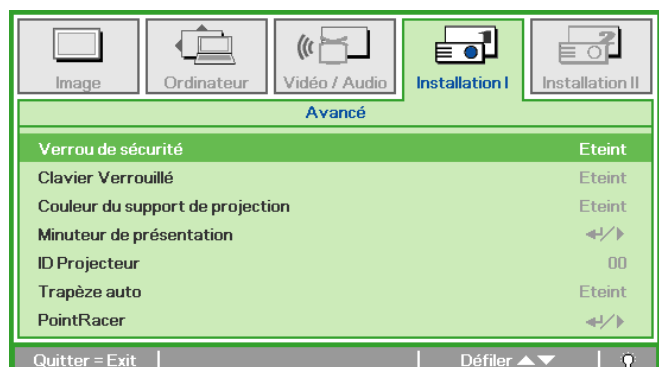 Image Ordinateur Vidéo / Audio Installation I Installation II
Avancé
Verrou de sécurité Eteint
Clavier Verrouillé Eteint
Couleur du support de projection Eteint
Minuteur de présentation
ID Projecteur 00
Trapèze auto Eteint
PointRacer
Quitter = Exit Défiler